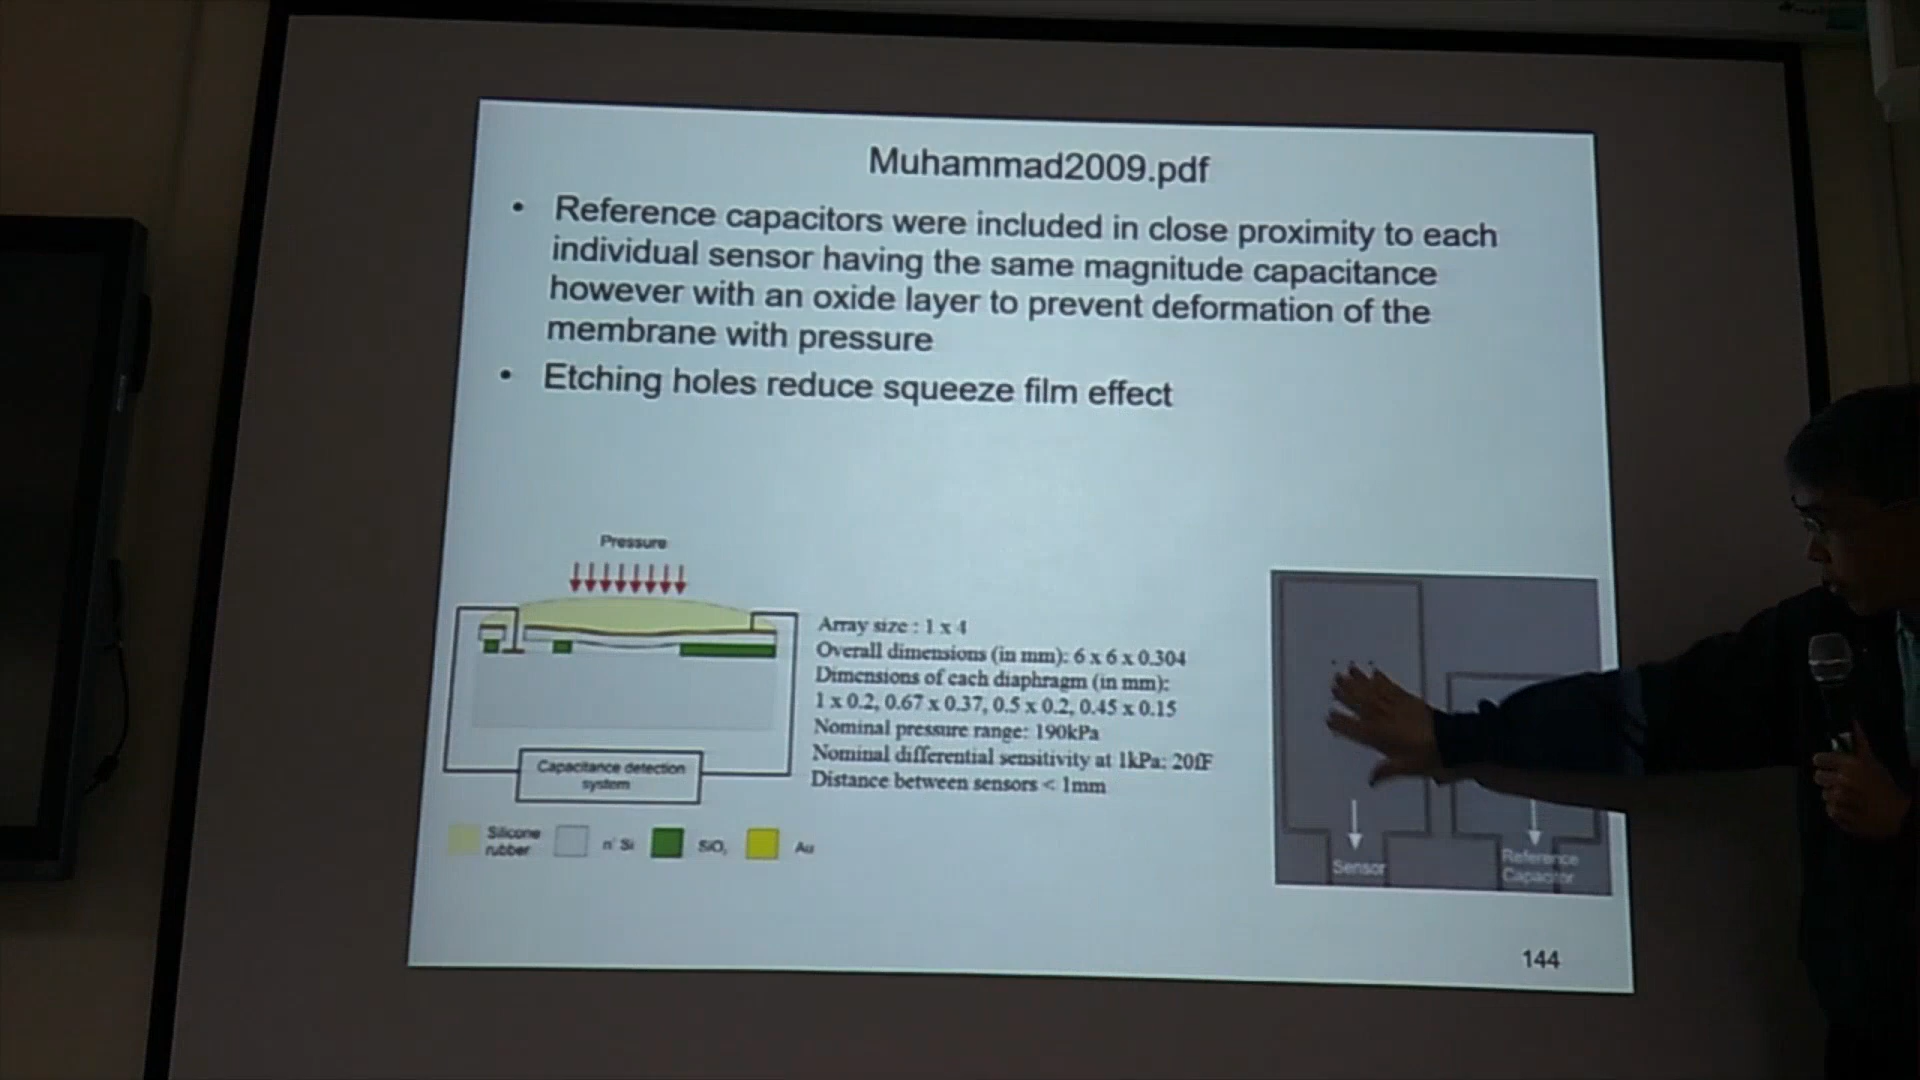 Muhammad2009.pdf
• Reference capacitors were included in close proximity to each
individual sensor having the same magnitude capacitance
however with an oxide layer to prevent deformation of the
membrane with pressure
• Etching holes reduce squeeze film effect
Pressure
Array size : 1 x 4
Overall dimensions (in mm): 6 x 6 x 0.304
Dimensions of each diaphragm (in mm):
1 x 0.2, 0.67 x 0.37, 0.5 x 0.2, 0.45 x 0.15
Nominal pressure range: 190kPa
Nominal differential sensitivity at 1kPa: 20fF
Distance between sensors < 1mm
Capacitance detection
system
Silicone
rubber
n⁻ Si
SiO₂
Au
Sensor
Reference
Capacitor
144